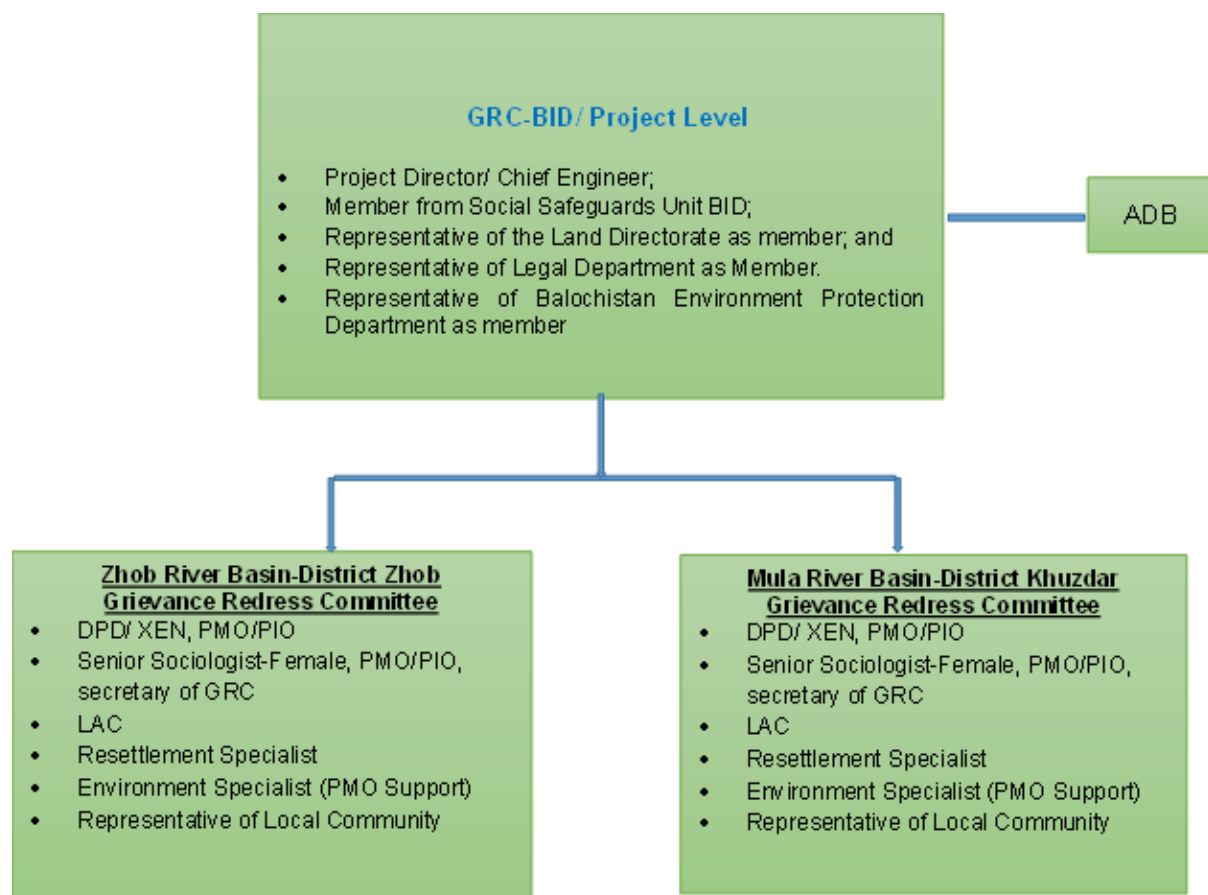 GRC-BID/ Project Level
• Project Director/ Chief Engineer;
• Member from Social Safeguards Unit BID;
• Representative of the Land Directorate as member; and
• Representative of Legal Department as Member.
• Representative of Balochistan Environment Protection
Department as member
ADB
Zhob River Basin-District Zhob
Grievance Redress Committee
• DPD/ XEN, PMO/PIO
• Senior Sociologist-Female, PMO/PIO,
secretary of GRC
• LAC
• Resettlement Specialist
• Environment Specialist (PMO Support)
• Representative of Local Community
Mula River Basin-District Khuzdar
Grievance Redress Committee
• DPD/ XEN, PMO/PIO
• Senior Sociologist-Female, PMO/PIO,
secretary of GRC
• LAC
• Resettlement Specialist
• Environment Specialist (PMO Support)
• Representative of Local Community